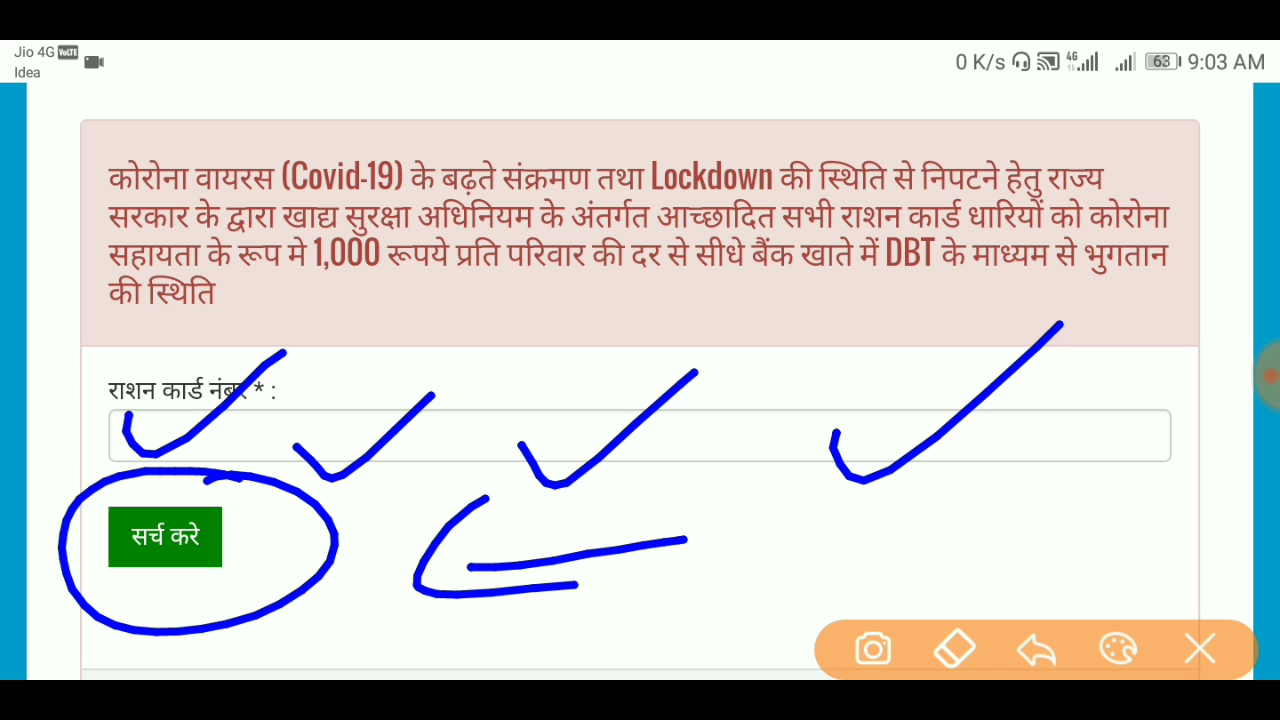 Jio 4G VoLTE
Idea
0 K/s 4G 63 9:03 AM
कोरोना वायरस (Covid-19) के बढ़ते संक्रमण तथा Lockdown की स्थिति से निपटने हेतु राज्य
सरकार के द्वारा खाद्य सुरक्षा अधिनियम के अंतर्गत आच्छादित सभी राशन कार्ड धारियों को कोरोना
सहायता के रूप मे 1,000 रूपये प्रति परिवार की दर से सीधे बैंक खाते में DBT के माध्यम से भुगतान
की स्थिति
राशन कार्ड नंबर * :
सर्च करे